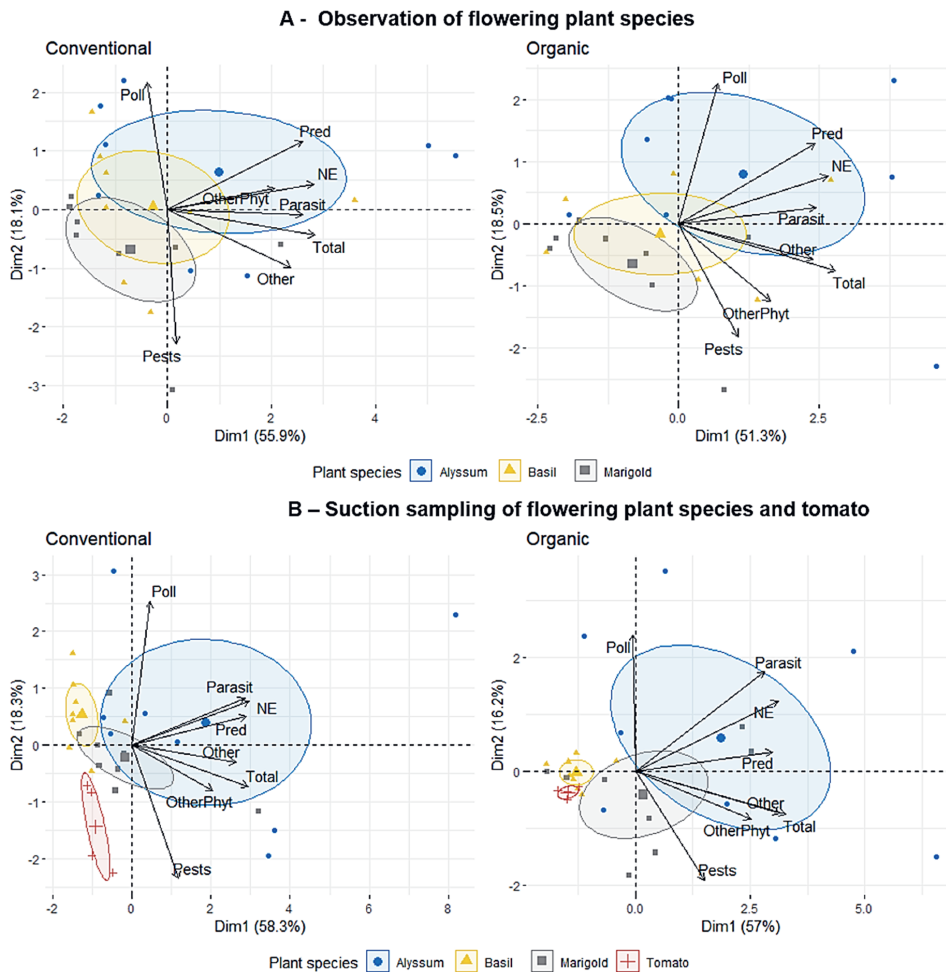 A - Observation of flowering plant species
Conventional
Organic
Dim2 (18.1%)
2
1
0
-1
-2
-3
Poll
Pred
NE
OtherPhyt
Parasit
Total
Other
Pests
-2
0
2
4
Dim1 (55.9%)
Dim2 (18.5%)
2
1
0
-1
-2
Poll
Pred
NE
Parasit
Other
Total
OtherPhyt
Pests
-2.5
0.0
2.5
Dim1 (51.3%)
Plant species Alyssum Basil Marigold
B – Suction sampling of flowering plant species and tomato
Conventional
Organic
Dim2 (18.3%)
3
2
1
0
-1
-2
Poll
Parasit
NE
Pred
Other
Total
OtherPhyt
Pests
0
2
4
6
8
Dim1 (58.3%)
Dim2 (16.2%)
2
0
-2
Poll
Parasit
NE
Pred
Other
Total
OtherPhyt
Pests
0.0
2.5
5.0
Dim1 (57%)
Plant species Alyssum Basil Marigold Tomato